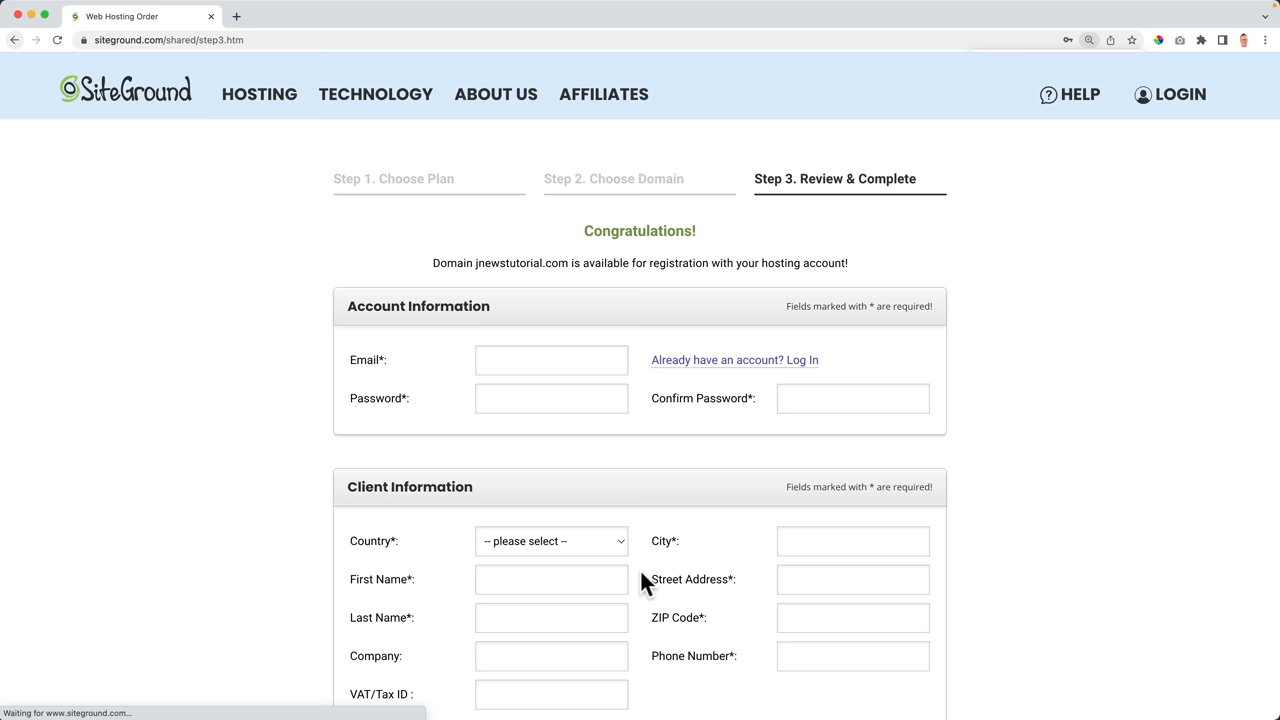 Web Hosting Order
siteground.com/shared/step3.htm
SiteGround HOSTING TECHNOLOGY ABOUT US AFFILIATES HELP LOGIN
Step 1. Choose Plan Step 2. Choose Domain Step 3. Review & Complete
Congratulations!
Domain jnewstutorial.com is available for registration with your hosting account!
Account Information Fields marked with * are required!
Email*: Already have an account? Log In
Password*: Confirm Password*:
Client Information Fields marked with * are required!
Country*: -- please select -- City*:
First Name*: Street Address*:
Last Name*: ZIP Code*:
Company: Phone Number*:
VAT/Tax ID :
Waiting for www.siteground.com...